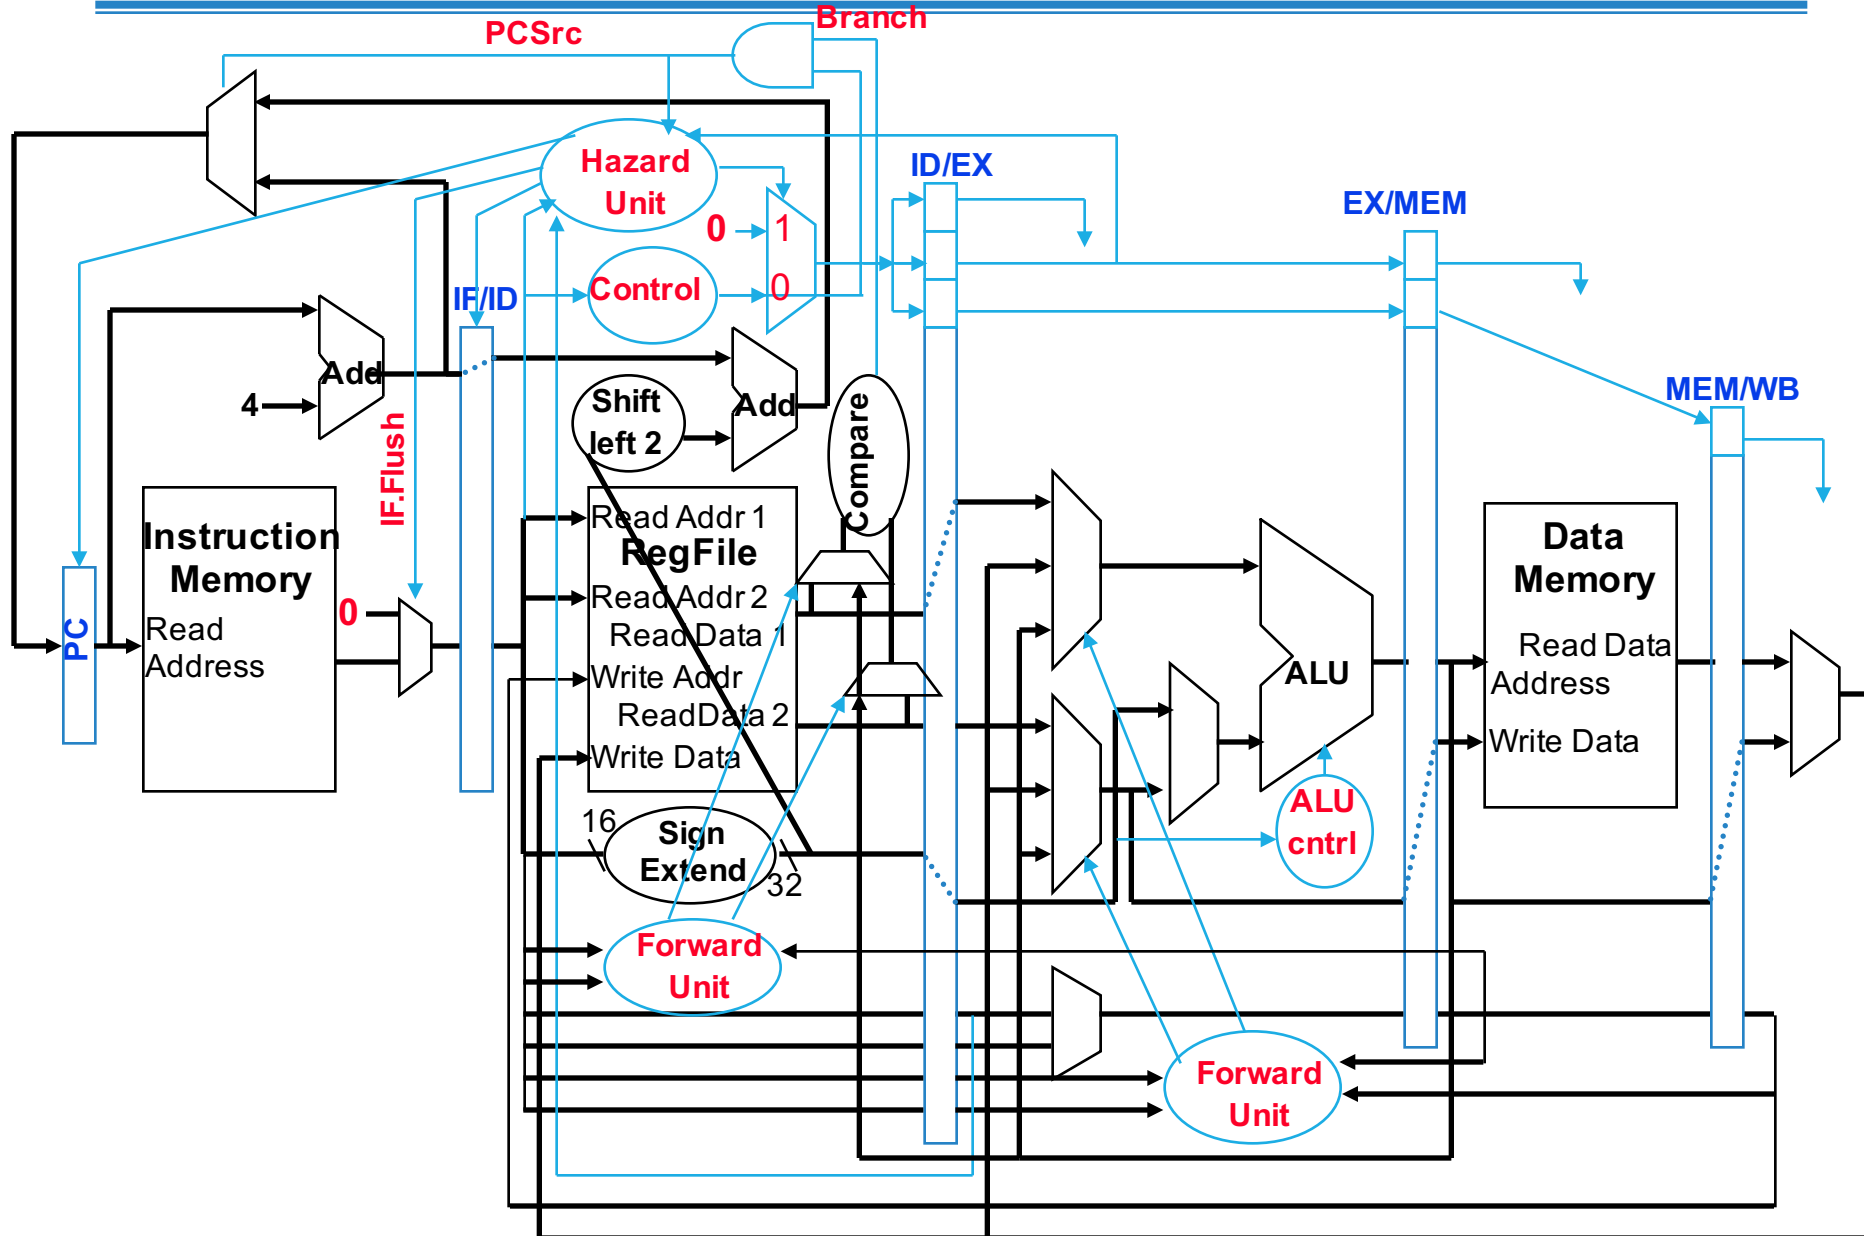 Branch
PCSrc
Hazard
Unit
ID/EX
EX/MEM
0
1
Control
0
IF/ID
MEM/WB
Add
4
Shift
left 2
Add
Compare
IF.Flush
Instruction
Memory
Read
Address
0
PC
Read Addr 1
RegFile
Read Addr 2
Read Data 1
Write Addr
ReadData 2
Write Data
Data
Memory
Read Data
Address
Write Data
ALU
ALU
cntrl
16
Sign
Extend
32
Forward
Unit
Forward
Unit